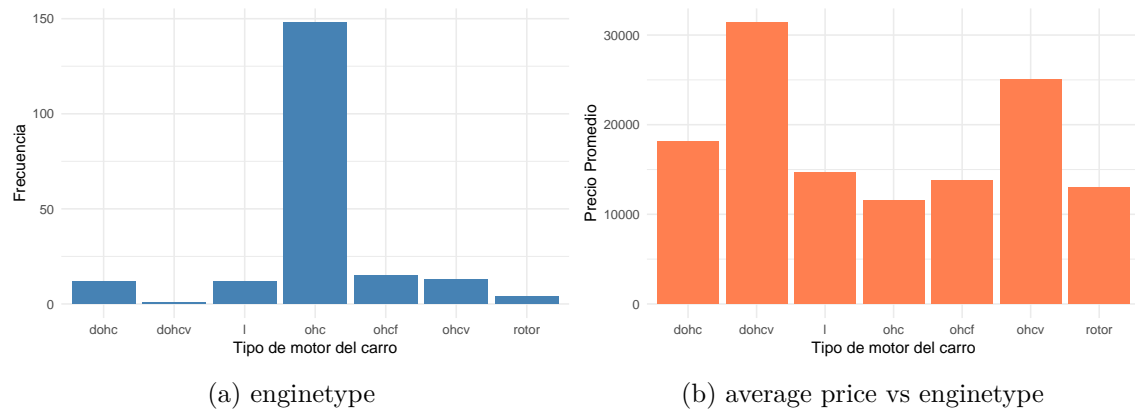 150
100
50
0
Frecuencia
dohc dohcv l ohc ohcf ohcv rotor
Tipo de motor del carro
(a) enginetype
30000
20000
10000
0
Precio Promedio
dohc dohcv l ohc ohcf ohcv rotor
Tipo de motor del carro
(b) average price vs enginetype